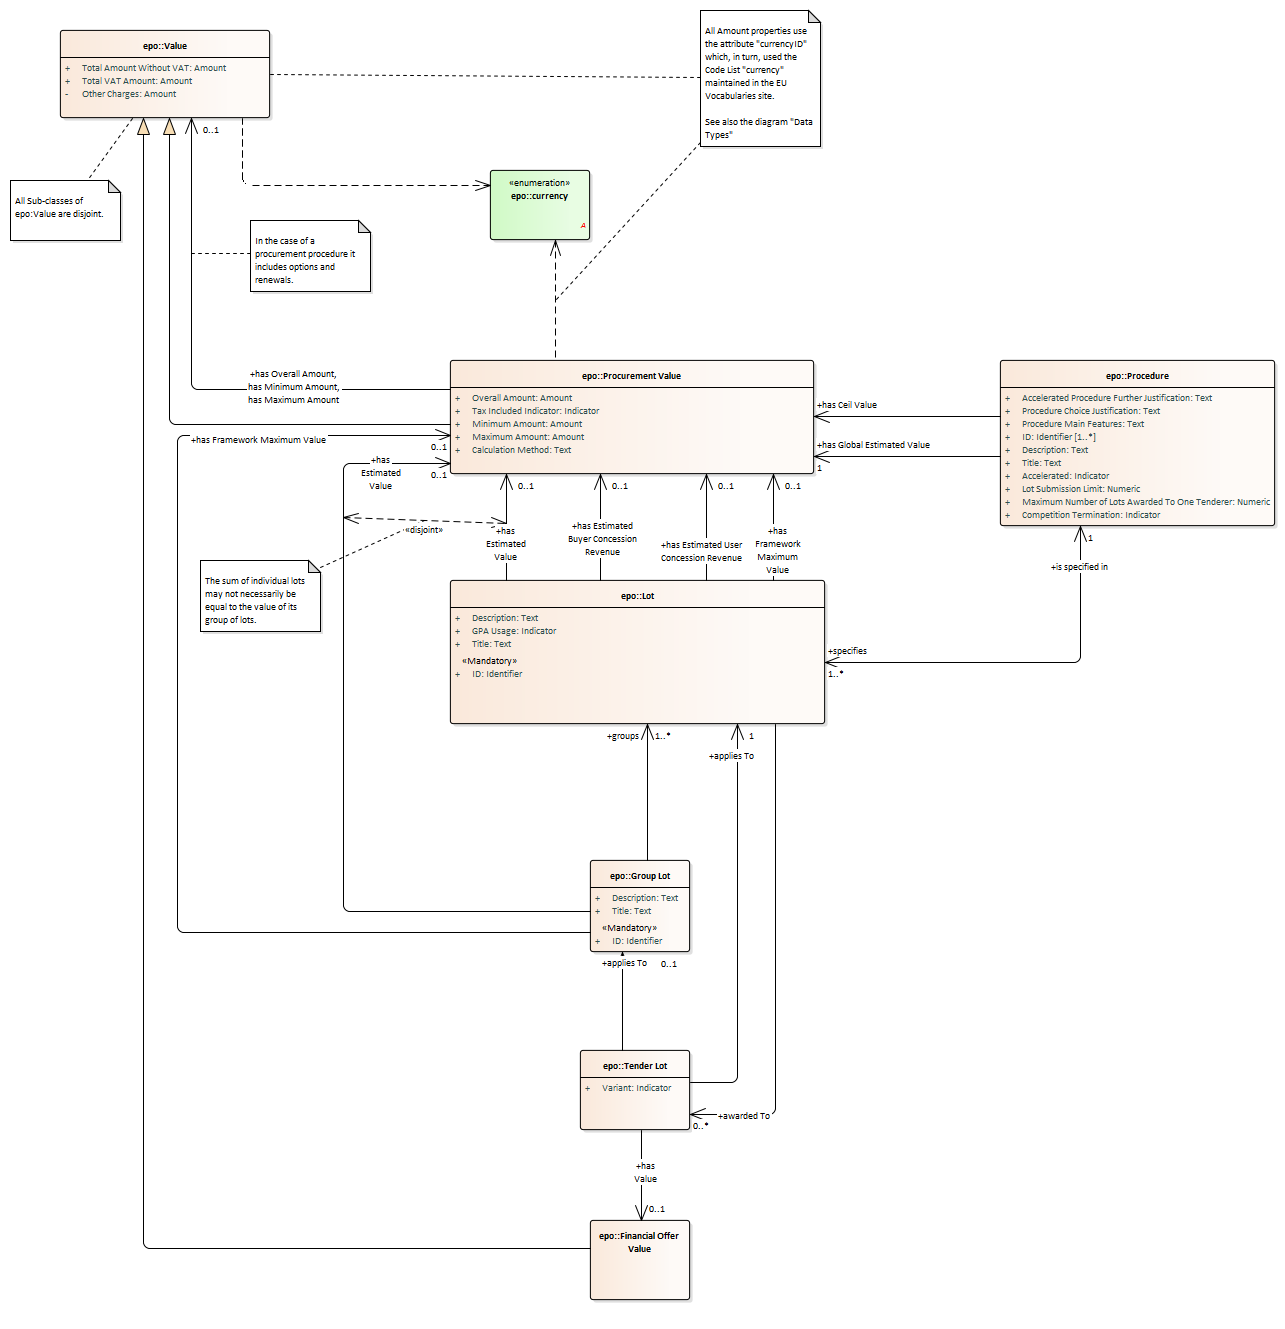 epo::Value
+ Total Amount Without VAT: Amount
+ Total VAT Amount: Amount
- Other Charges: Amount
All Amount properties use
the attribute "currencyID"
which, in turn, used the
Code List "currency"
maintained in the EU
Vocabularies site.
See also the diagram "Data
Types"
0..1
All Sub-classes of
epo:Value are disjoint.
«enumeration»
epo::currency
A
In the case of a
procurement procedure it
includes options and
renewals.
+has Overall Amount,
has Minimum Amount,
has Maximum Amount
epo::Procurement Value
+ Overall Amount: Amount
+ Tax Included Indicator: Indicator
+ Minimum Amount: Amount
+ Maximum Amount: Amount
+ Calculation Method: Text
+has Ceil Value
+has Global Estimated Value
1
epo::Procedure
+ Accelerated Procedure Further Justification: Text
+ Procedure Choice Justification: Text
+ Procedure Main Features: Text
+ ID: Identifier [1..*]
+ Description: Text
+ Title: Text
+ Accelerated: Indicator
+ Lot Submission Limit: Numeric
+ Maximum Number of Lots Awarded To One Tenderer: Numeric
+ Competition Termination: Indicator
+has Framework Maximum Value
0..1
+has
Estimated
Value
0..1
0..1
0..1
0..1
0..1
«disjoint»
+has
Estimated
Value
+has Estimated
Buyer Concession
Revenue
+has Estimated User
Concession Revenue
+has
Framework
Maximum
Value
1
+is specified in
The sum of individual lots
may not necessarily be
equal to the value of its
group of lots.
epo::Lot
+ Description: Text
+ GPA Usage: Indicator
+ Title: Text
«Mandatory»
+ ID: Identifier
+specifies
1..*
+groups
1..*
1
+applies To
epo::Group Lot
+ Description: Text
+ Title: Text
«Mandatory»
+ ID: Identifier
+applies To
0..1
epo::Tender Lot
+ Variant: Indicator
+awarded To
0..*
+has
Value
0..1
epo::Financial Offer
Value